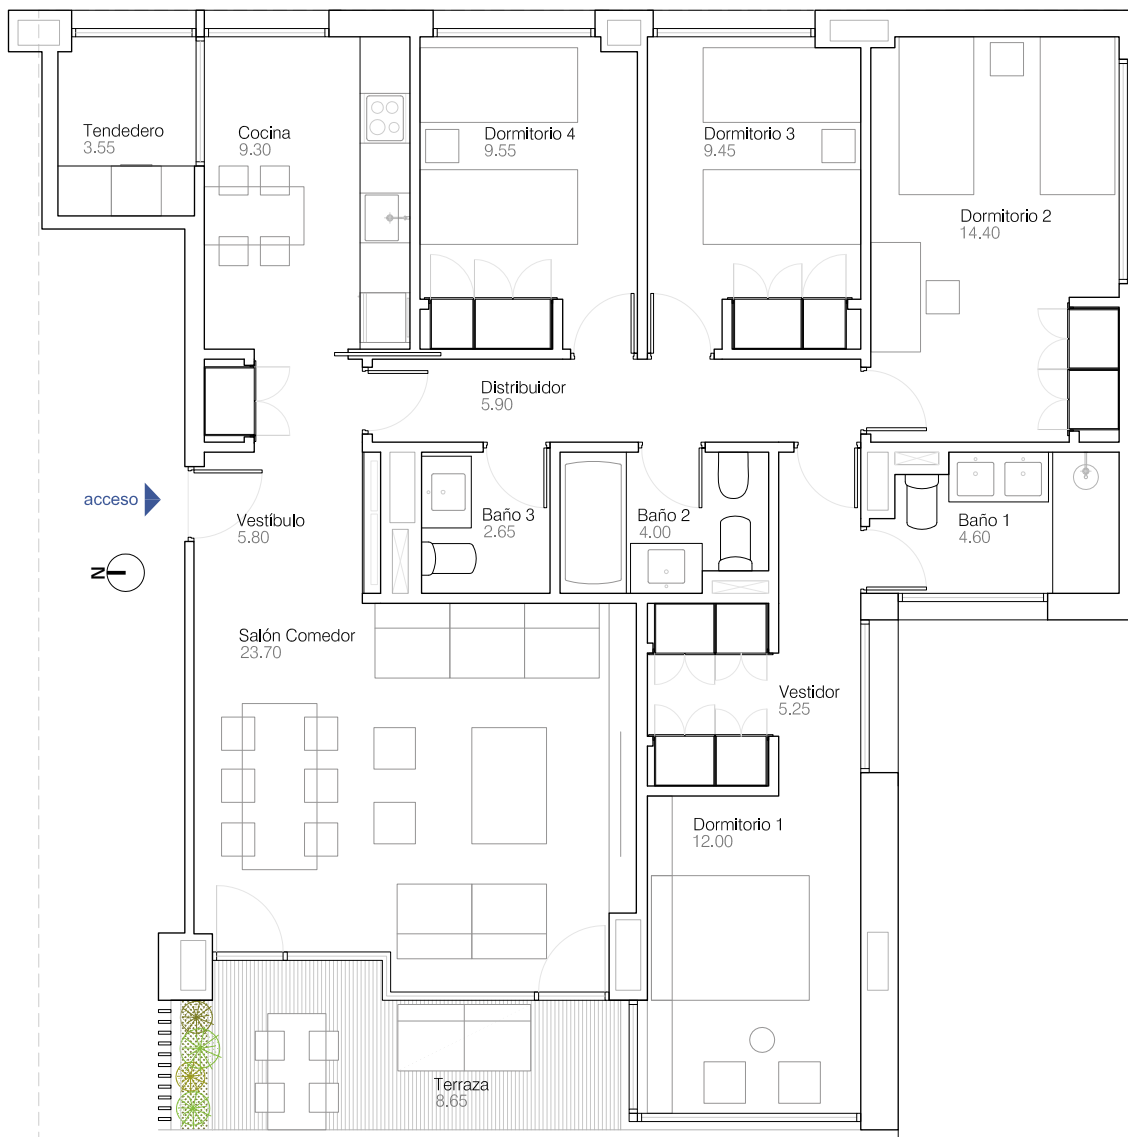 Tendedero
3.55
Cocina
9.30
Dormitorio 4
9.55
Dormitorio 3
9.45
Dormitorio 2
14.40
Distribuidor
5.90
acceso
Vestíbulo
5.80
Baño 3
2.65
Baño 2
4.00
Baño 1
4.60
N
Salón Comedor
23.70
Vestidor
5.25
Dormitorio 1
12.00
Terraza
8.65